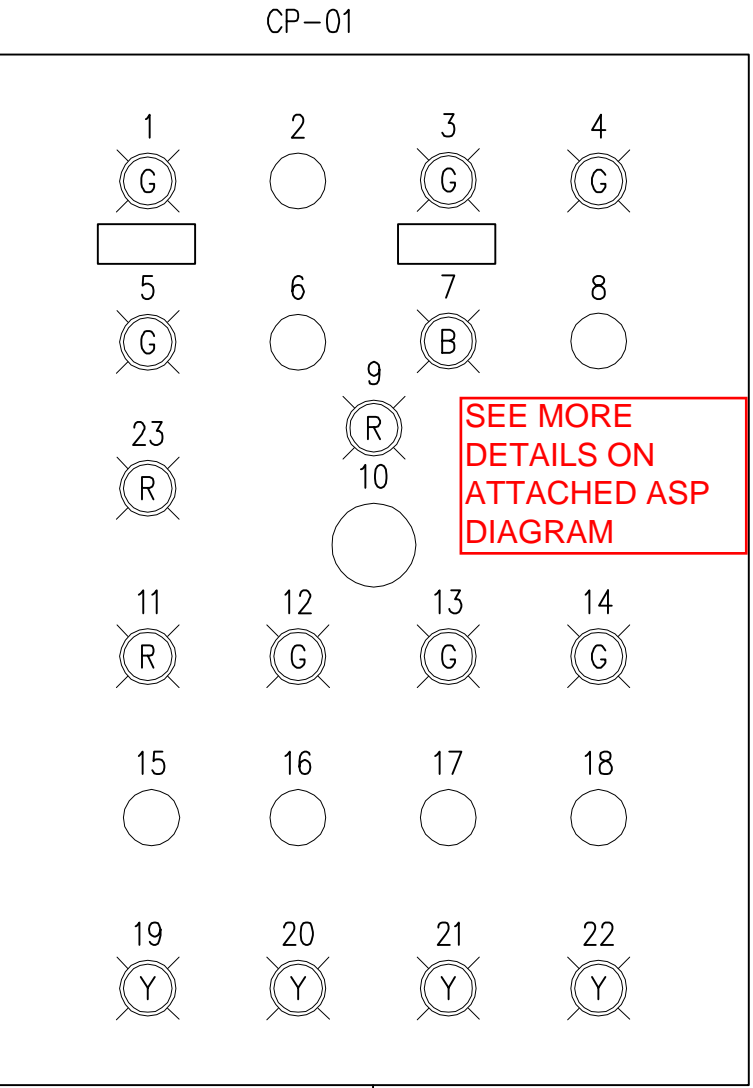 CP-01
1 2 3 4
G G G
5 6 7 8
G B
9
R
SEE MORE
DETAILS ON
ATTACHED ASP
DIAGRAM
23
R
10
11 12 13 14
R G G G
15 16 17 18
19 20 21 22
Y Y Y Y